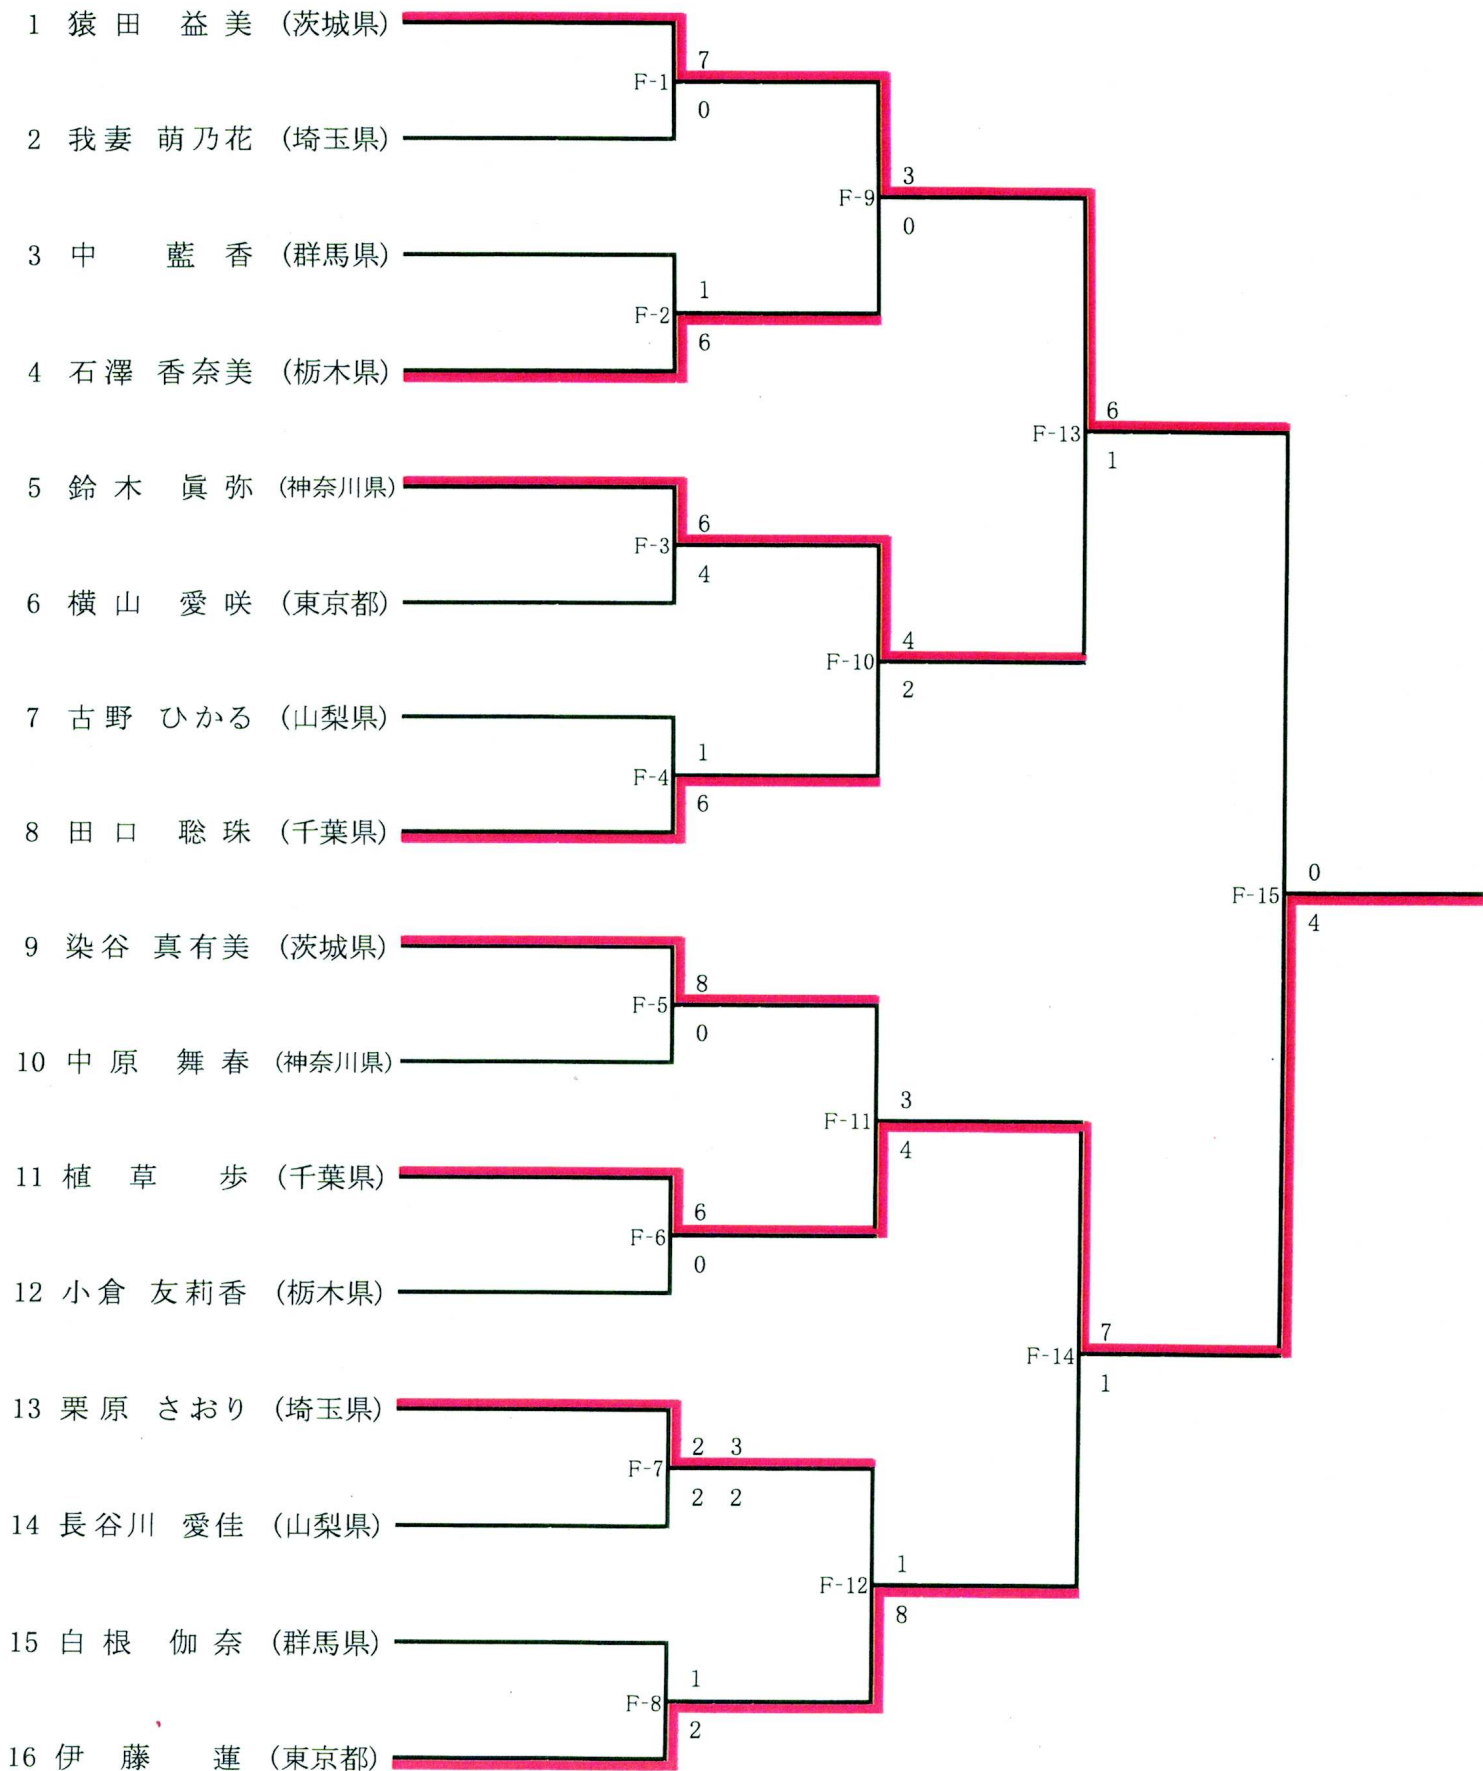 1 猿田 益美 (茨城県)
7
F-1
0
2 我妻 萌乃花 (埼玉県)
3
F-9
0
3 中 藍香 (群馬県)
1
F-2
6
4 石澤 香奈美 (栃木県)
6
F-13
1
5 鈴木 眞弥 (神奈川県)
6
F-3
4
6 横山 愛咲 (東京都)
4
F-10
2
7 古野 ひかる (山梨県)
1
F-4
6
8 田口 聡珠 (千葉県)
0
F-15
4
9 染谷 真有美 (茨城県)
8
F-5
0
10 中原 舞春 (神奈川県)
3
F-11
4
11 植草 歩 (千葉県)
6
F-6
0
12 小倉 友莉香 (栃木県)
7
F-14
1
13 栗原 さおり (埼玉県)
2 3
F-7
2 2
14 長谷川 愛佳 (山梨県)
1
F-12
8
15 白根 伽奈 (群馬県)
1
F-8
2
16 伊藤 蓮 (東京都)